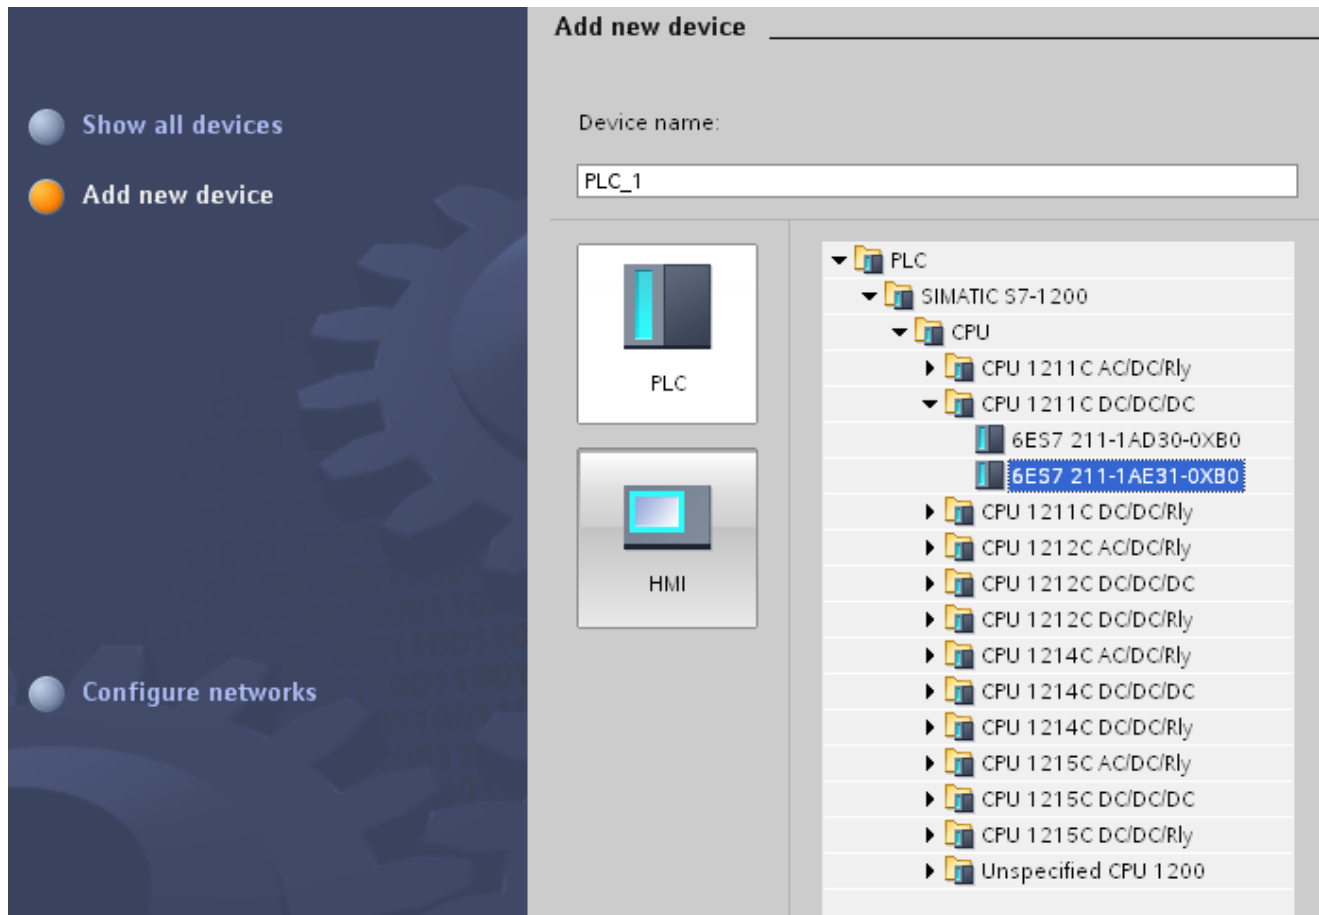 Add new device
Show all devices
Add new device
Configure networks
Device name:
PLC_1
PLC
HMI
PLC
SIMATIC S7-1200
CPU
CPU 1211C AC/DC/Rly
CPU 1211C DC/DC/DC
6ES7 211-1AD30-0XB0
6ES7 211-1AE31-0XB0
CPU 1211C DC/DC/Rly
CPU 1212C AC/DC/Rly
CPU 1212C DC/DC/DC
CPU 1212C DC/DC/Rly
CPU 1214C AC/DC/Rly
CPU 1214C DC/DC/DC
CPU 1214C DC/DC/Rly
CPU 1215C AC/DC/Rly
CPU 1215C DC/DC/DC
CPU 1215C DC/DC/Rly
Unspecified CPU 1200